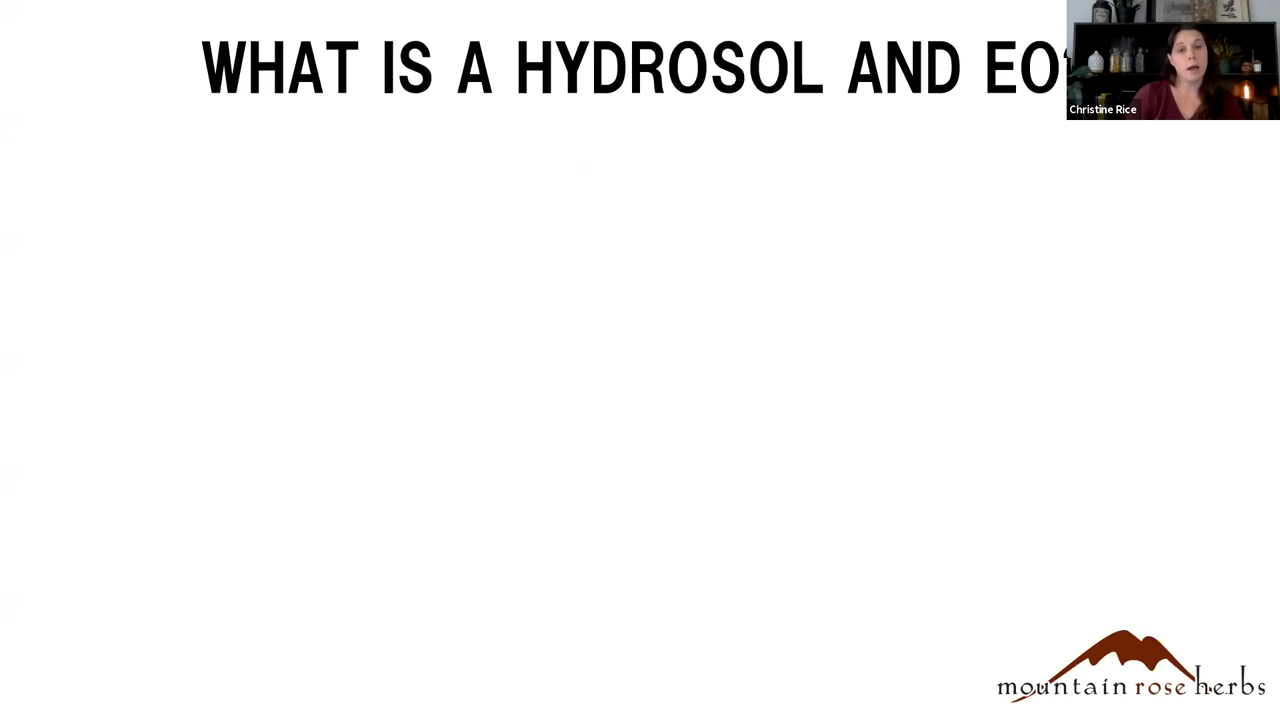 WHAT IS A HYDROSOL AND EO
Christine Rice
mountain rose herbs